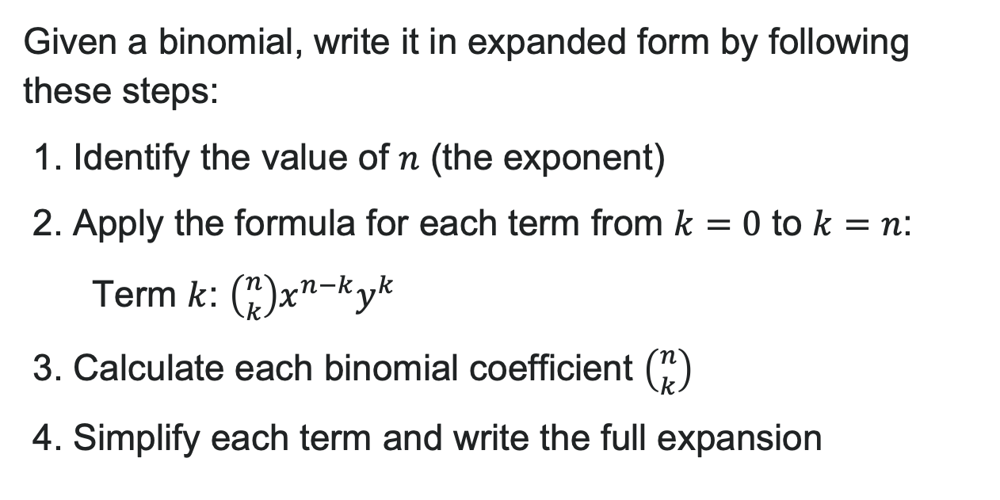 Given a binomial, write it in expanded form by following
these steps:
1. Identify the value of n (the exponent)
2. Apply the formula for each term from k = 0 to k = n:
Term k: (n k)xⁿ⁻ᵏyᵏ
3. Calculate each binomial coefficient (n k)
4. Simplify each term and write the full expansion